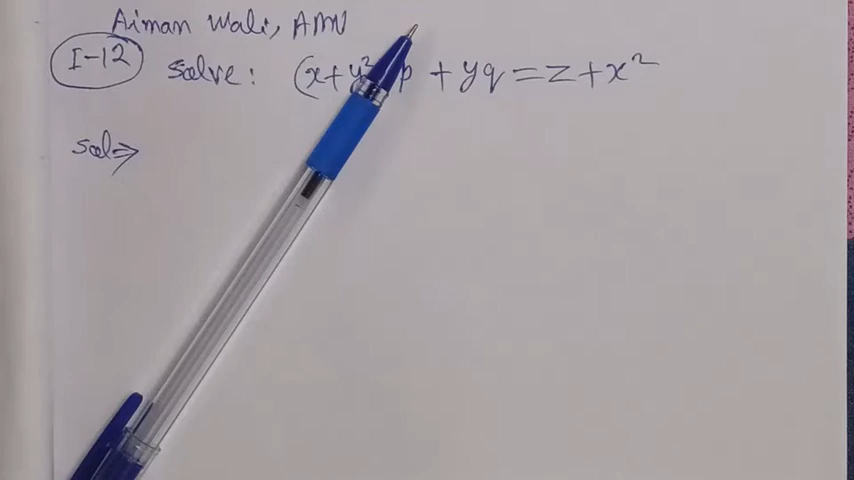 Aiman Wali, AMU
I-12 Solve: (x+y² p + yq = z + x²
Sol⇒